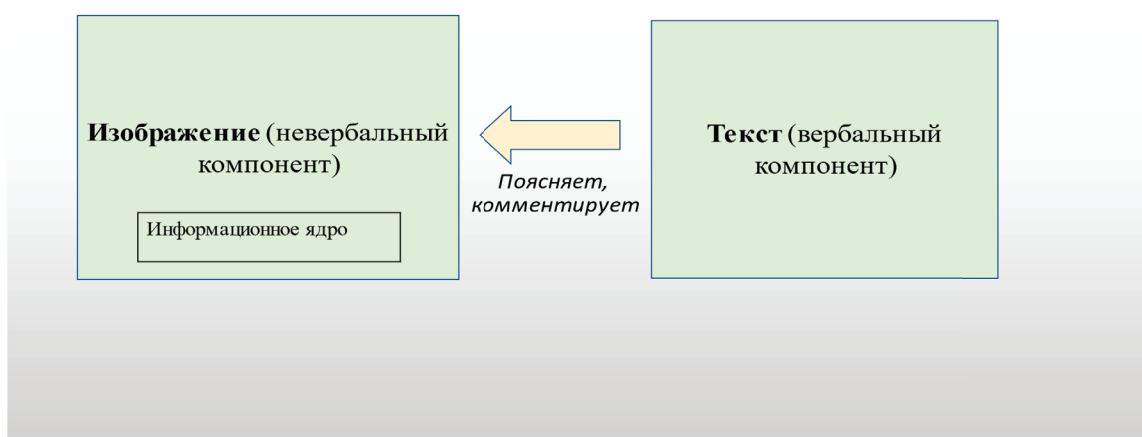 Изображение (невербальный
компонент)
Информационное ядро
Поясняет,
комментирует
Текст (вербальный
компонент)